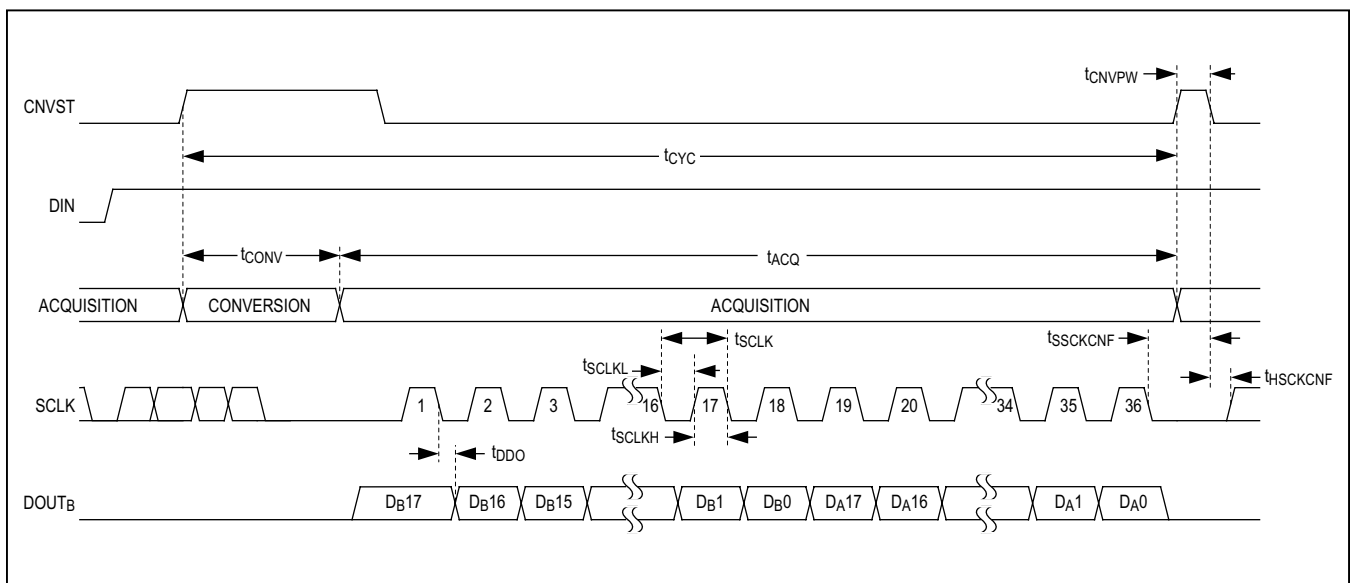 tCNVPW
CNVST
tCYC
DIN
tCONV
tACQ
ACQUISITION
CONVERSION
ACQUISITION
tSCLK
tSSCKCNF
tSCLKL
tHSCKCNF
SCLK
1 2 3 16 17 18 19 20 34 35 36
tSCLKH
tDDO
DOUTB
DB17 DB16 DB15 DB1 DB0 DA17 DA16 DA1 DA0